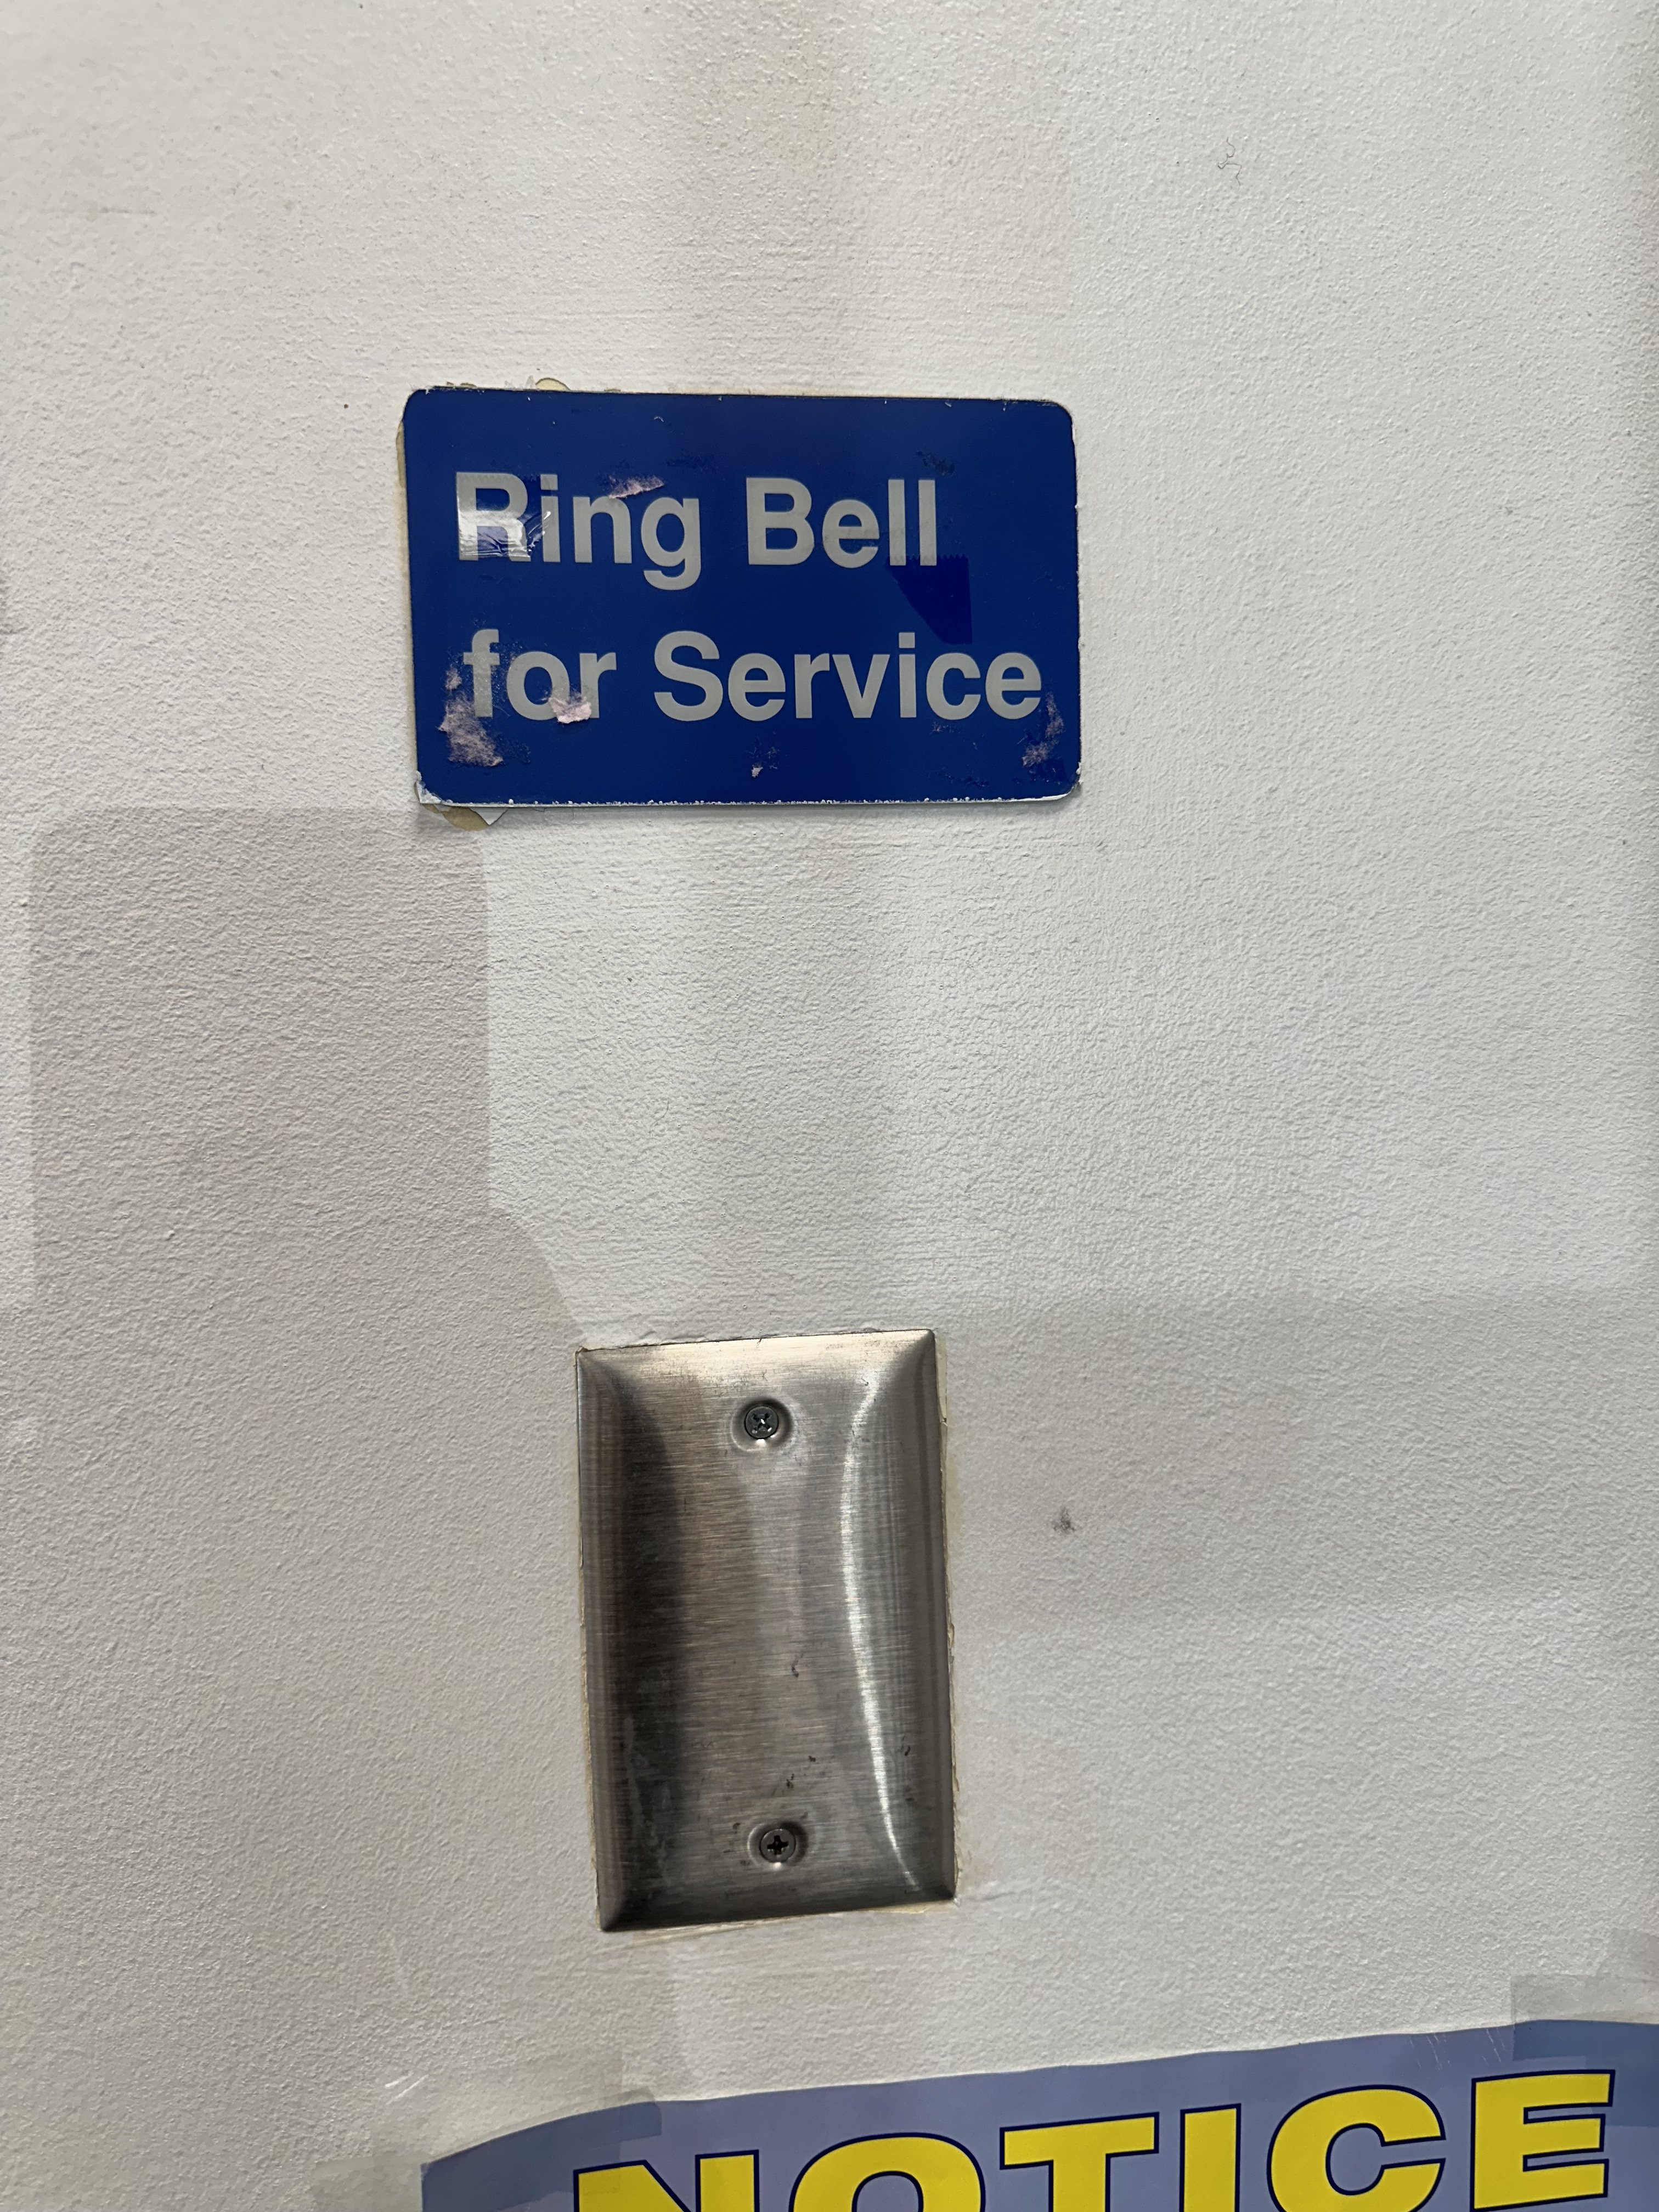 Ring Bell
for Service
NOTICE